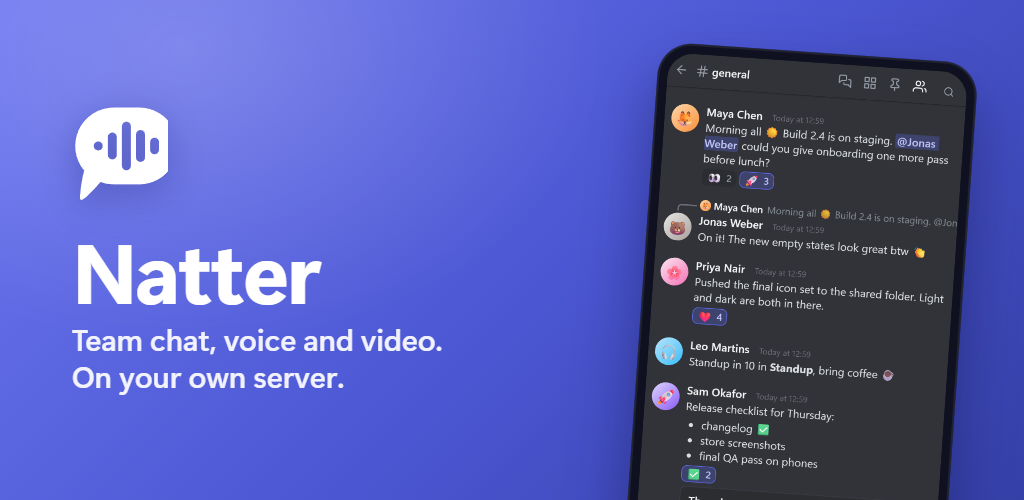 Natter
Team chat, voice and video.
On your own server.
# general
Maya Chen Today at 12:59
Morning all 🌼 Build 2.4 is on staging. @Jonas
Weber could you give onboarding one more pass
before lunch?
👀 2 🚀 3
Maya Chen Morning all 🌼 Build 2.4 is on staging. @Jon
Jonas Weber Today at 12:59
On it! The new empty states look great btw 👏
Priya Nair Today at 12:59
Pushed the final icon set to the shared folder. Light
and dark are both in there.
💖 4
Leo Martins Today at 12:59
Standup in 10 in Standup, bring coffee ☕
Sam Okafor Today at 12:59
Release checklist for Thursday:
• changelog ✅
• store screenshots
• final QA pass on phones
✅ 2